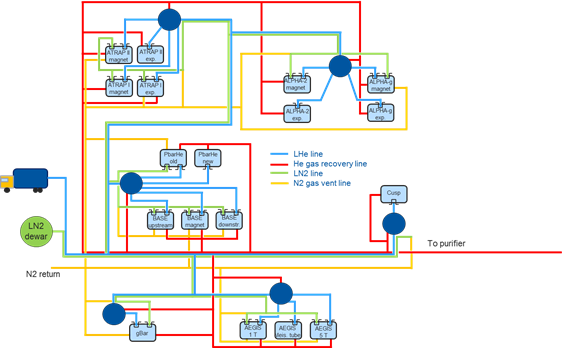 ATRAP II
magnet
ATRAP II
exp.
ATRAP I
magnet
ATRAP I
exp.
ALPHA-2
magnet
ALPHA-g
magnet
ALPHA-2
exp.
ALPHA-g
exp.
PbarHe
old
PbarHe
new
LHe line
He gas recovery line
LN2 line
N2 gas vent line
BASE
upstream
BASE
magnet
BASE
downstr.
Cusp
LN2
dewar
To purifier
N2 return
gBar
AEGIS
1 T
AEGIS
tube
AEGIS
5 T